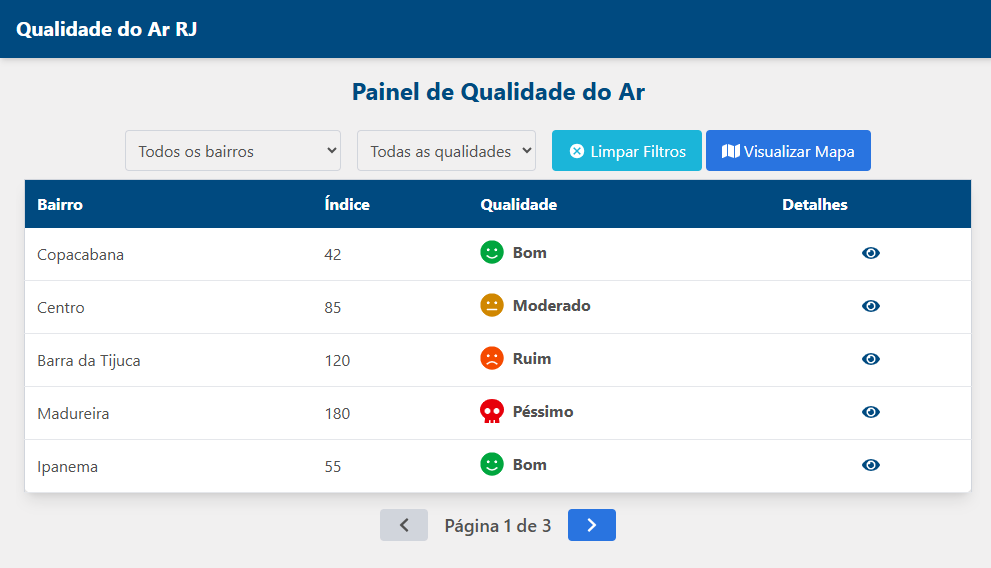 Qualidade do Ar RJ
Painel de Qualidade do Ar
Todos os bairros Todas as qualidades Limpar Filtros Visualizar Mapa
Bairro Índice Qualidade Detalhes
Copacabana 42 Bom
Centro 85 Moderado
Barra da Tijuca 120 Ruim
Madureira 180 Péssimo
Ipanema 55 Bom
Página 1 de 3